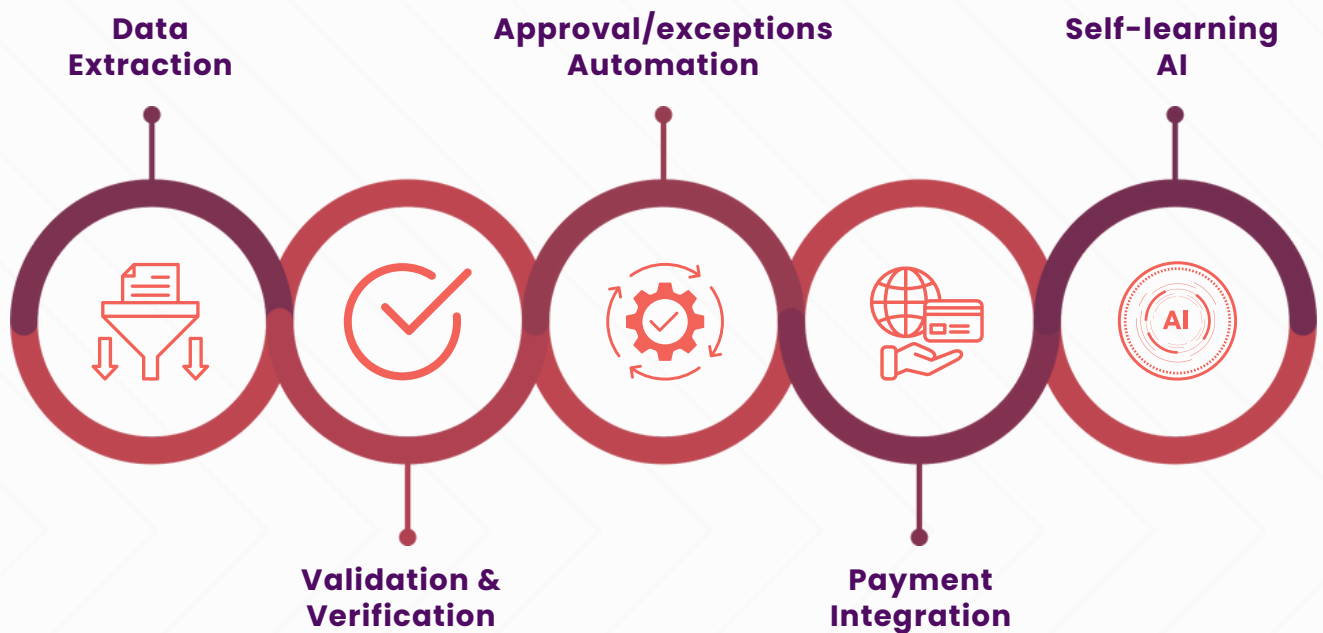 Data
Extraction
Approval/exceptions
Automation
Self-learning
AI
AI
Validation &
Verification
Payment
Integration